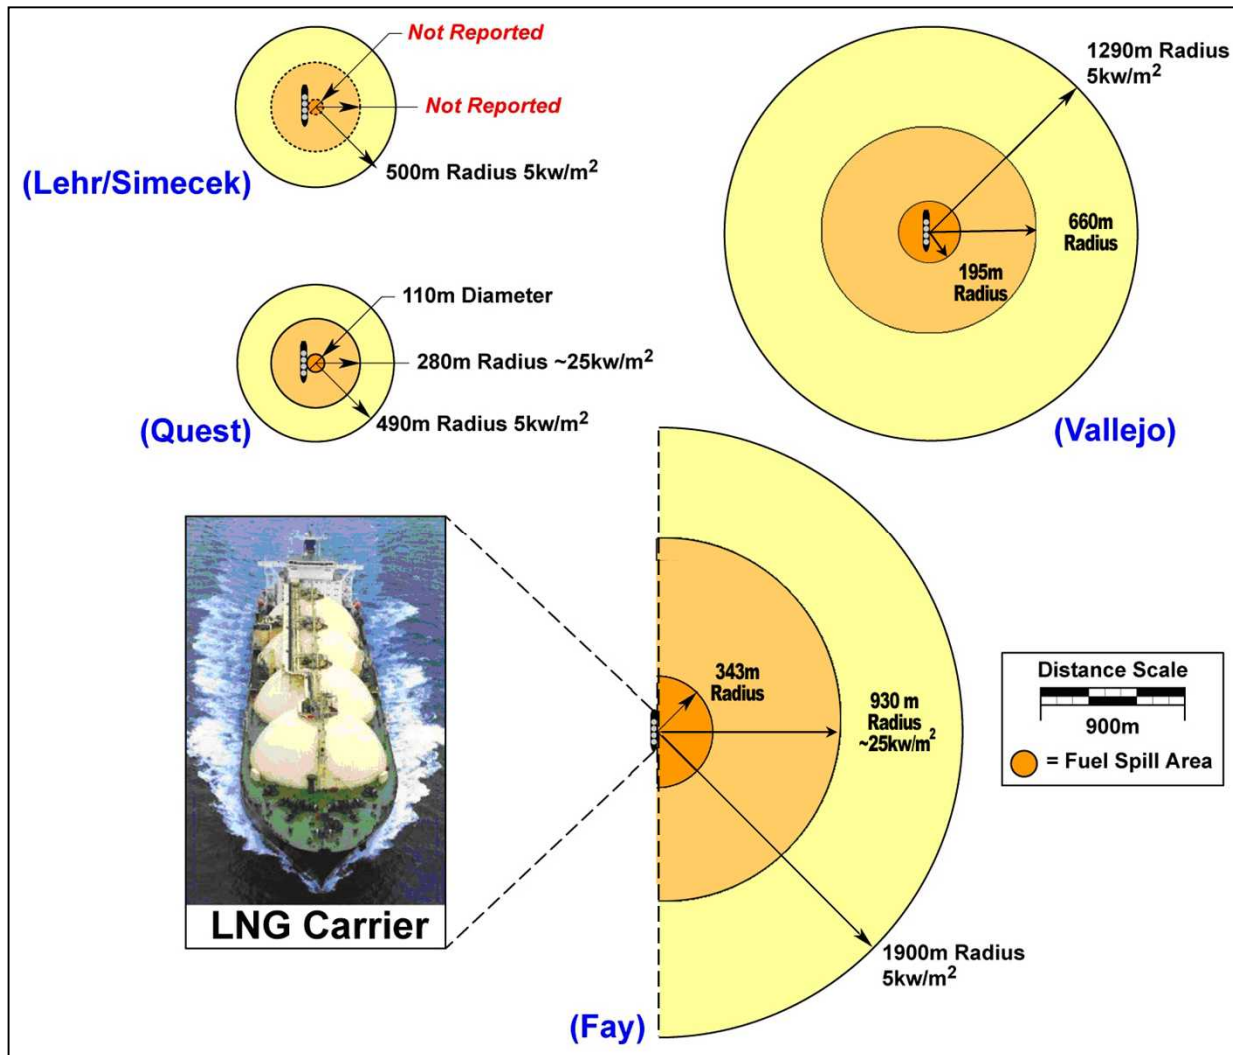 Not Reported
Not Reported
500m Radius 5kw/m²
(Lehr/Simecek)
1290m Radius
5kw/m²
660m
Radius
195m
Radius
(Vallejo)
110m Diameter
280m Radius ~25kw/m²
490m Radius 5kw/m²
(Quest)
LNG Carrier
343m
Radius
930 m
Radius
~25kw/m²
1900m Radius
5kw/m²
(Fay)
Distance Scale
900m
= Fuel Spill Area